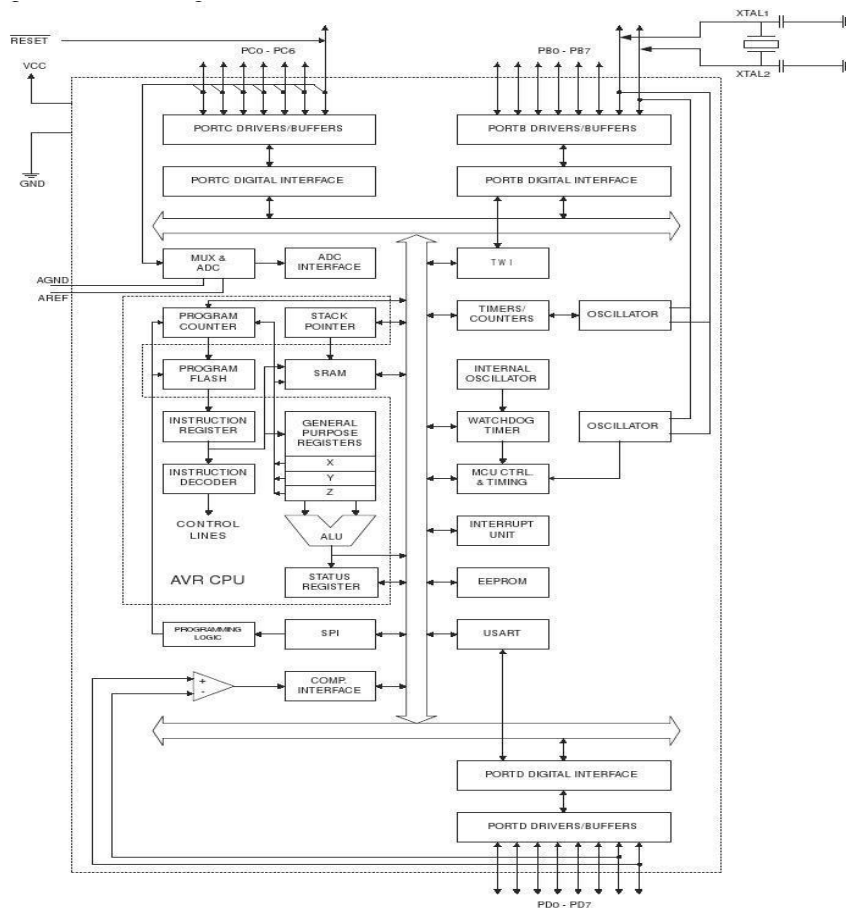 XTAL1
RESET
PC0 - PC6
PB0 - PB7
VCC
XTAL2
PORTC DRIVERS/BUFFERS
PORTB DRIVERS/BUFFERS
GND
PORTC DIGITAL INTERFACE
PORTB DIGITAL INTERFACE
MUX &
ADC
ADC
INTERFACE
TWI
AGND
AREF
PROGRAM
COUNTER
STACK
POINTER
TIMERS/
COUNTERS
OSCILLATOR
PROGRAM
FLASH
SRAM
INTERNAL
OSCILLATOR
INSTRUCTION
REGISTER
GENERAL
PURPOSE
REGISTERS
X
Y
Z
WATCHDOG
TIMER
OSCILLATOR
INSTRUCTION
DECODER
MCU CTRL.
& TIMING
CONTROL
LINES
ALU
INTERRUPT
UNIT
AVR CPU
STATUS
REGISTER
EEPROM
PROGRAMMING
LOGIC
SPI
USART
+
-
COMP.
INTERFACE
PORTD DIGITAL INTERFACE
PORTD DRIVERS/BUFFERS
PD0 - PD7